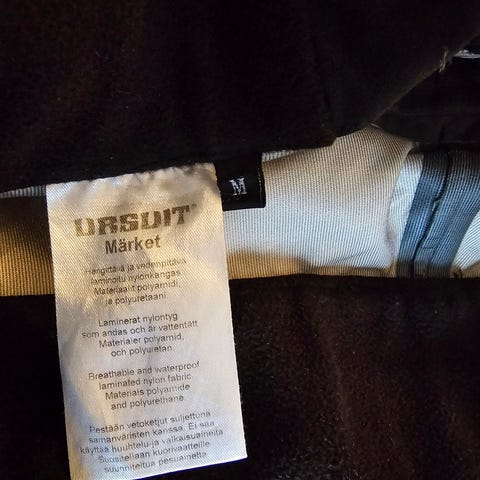 M
URSUIT®
Märket
Hengittävä ja vedenpitävä
laminoitu nylonkangas
Materiaalit polyamidi,
ja polyuretaani.
Laminerat nylontyg
som andas och är vattentätt
Materialer polyamid,
och polyuretan.
Breathable and waterproof
laminated nylon fabric
Materials polyamide
and polyurethane.
Pestään vetoketjut suljettuna
samanväristen kanssa. Ei saa
käyttää huuhtelu-ja valkaisuaineita
Suositellaan kuorivaatteille
suunniteltua pesuainetta